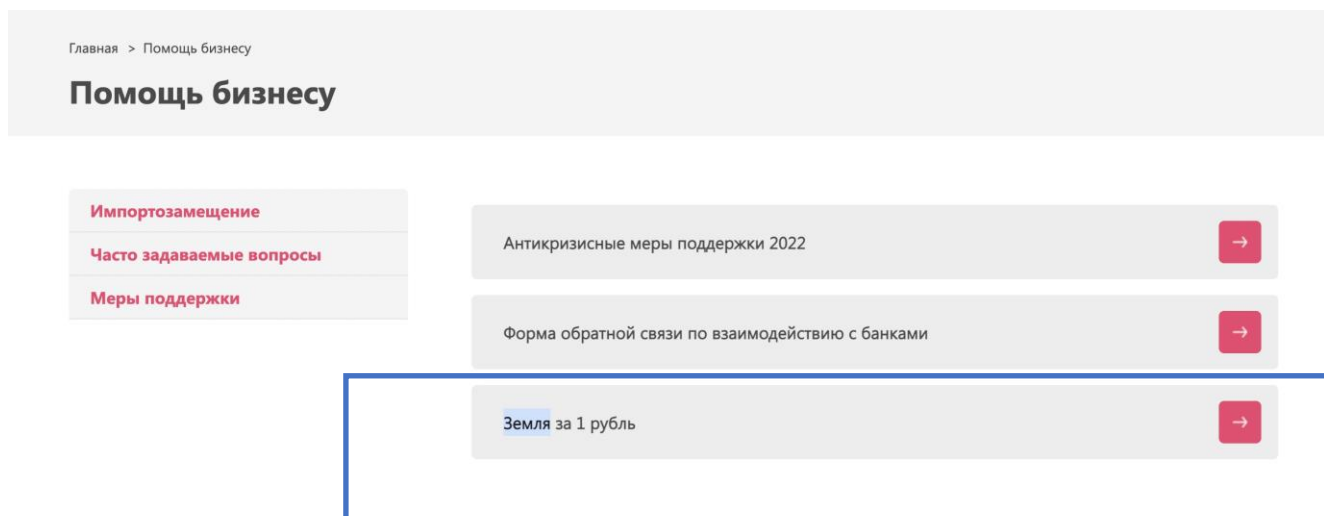 Главная > Помощь бизнесу
Помощь бизнесу
Импортозамещение
Часто задаваемые вопросы
Меры поддержки
Антикризисные меры поддержки 2022
Форма обратной связи по взаимодействию с банками
Земля за 1 рубль